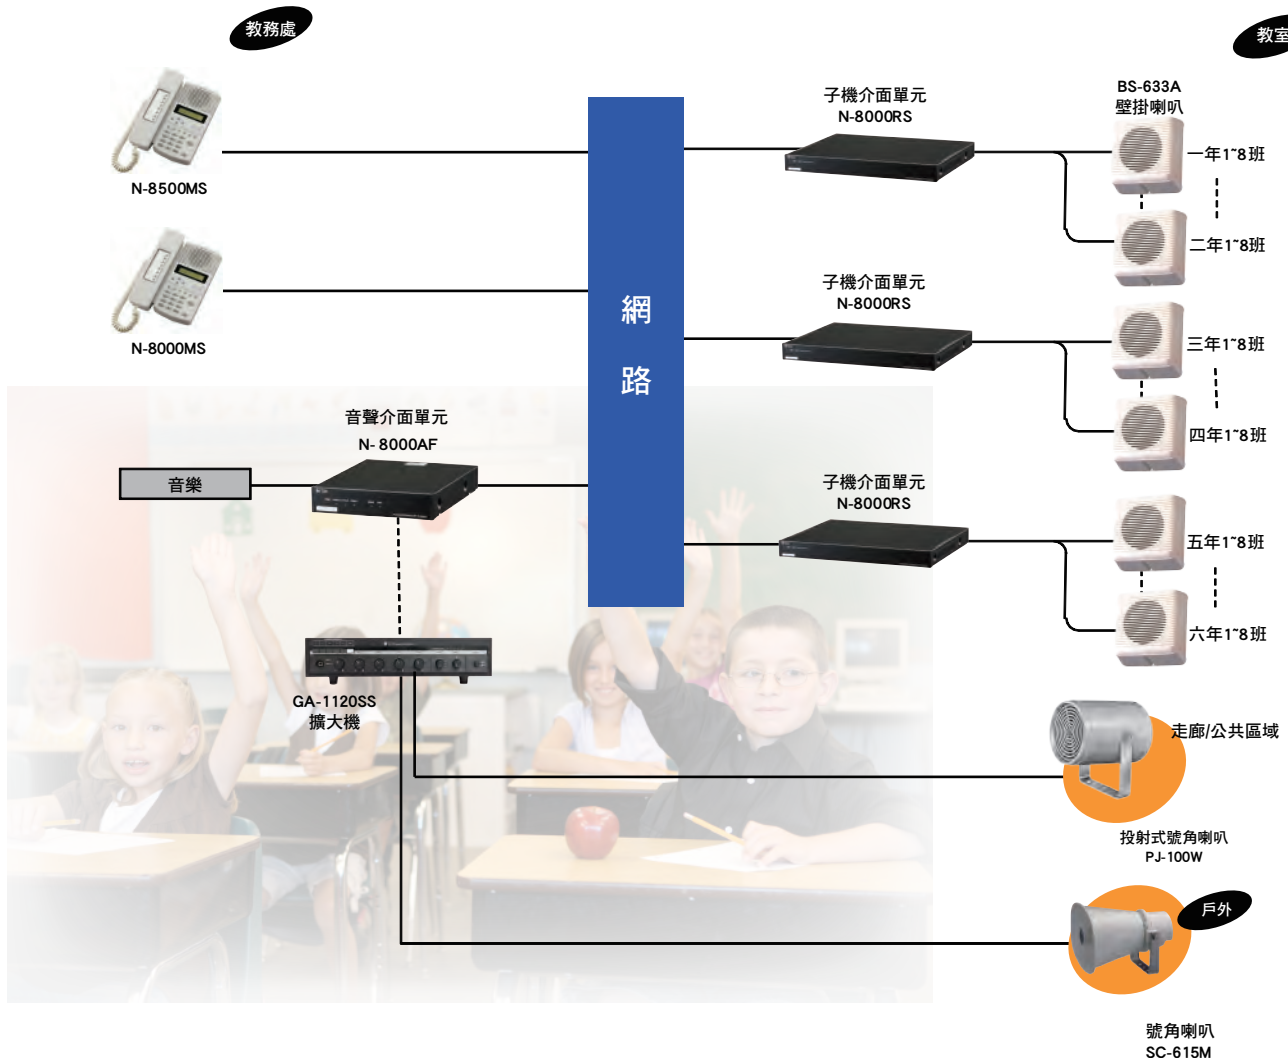 教務處
教室
N-8500MS
N-8000MS
音聲介面單元
N- 8000AF
音樂
GA-1120SS
擴大機
網
路
子機介面單元
N-8000RS
子機介面單元
N-8000RS
子機介面單元
N-8000RS
BS-633A
壁掛喇叭
一年1~8班
二年1~8班
三年1~8班
四年1~8班
五年1~8班
六年1~8班
走廊/公共區域
投射式號角喇叭
PJ-100W
戶外
號角喇叭
SC-615M